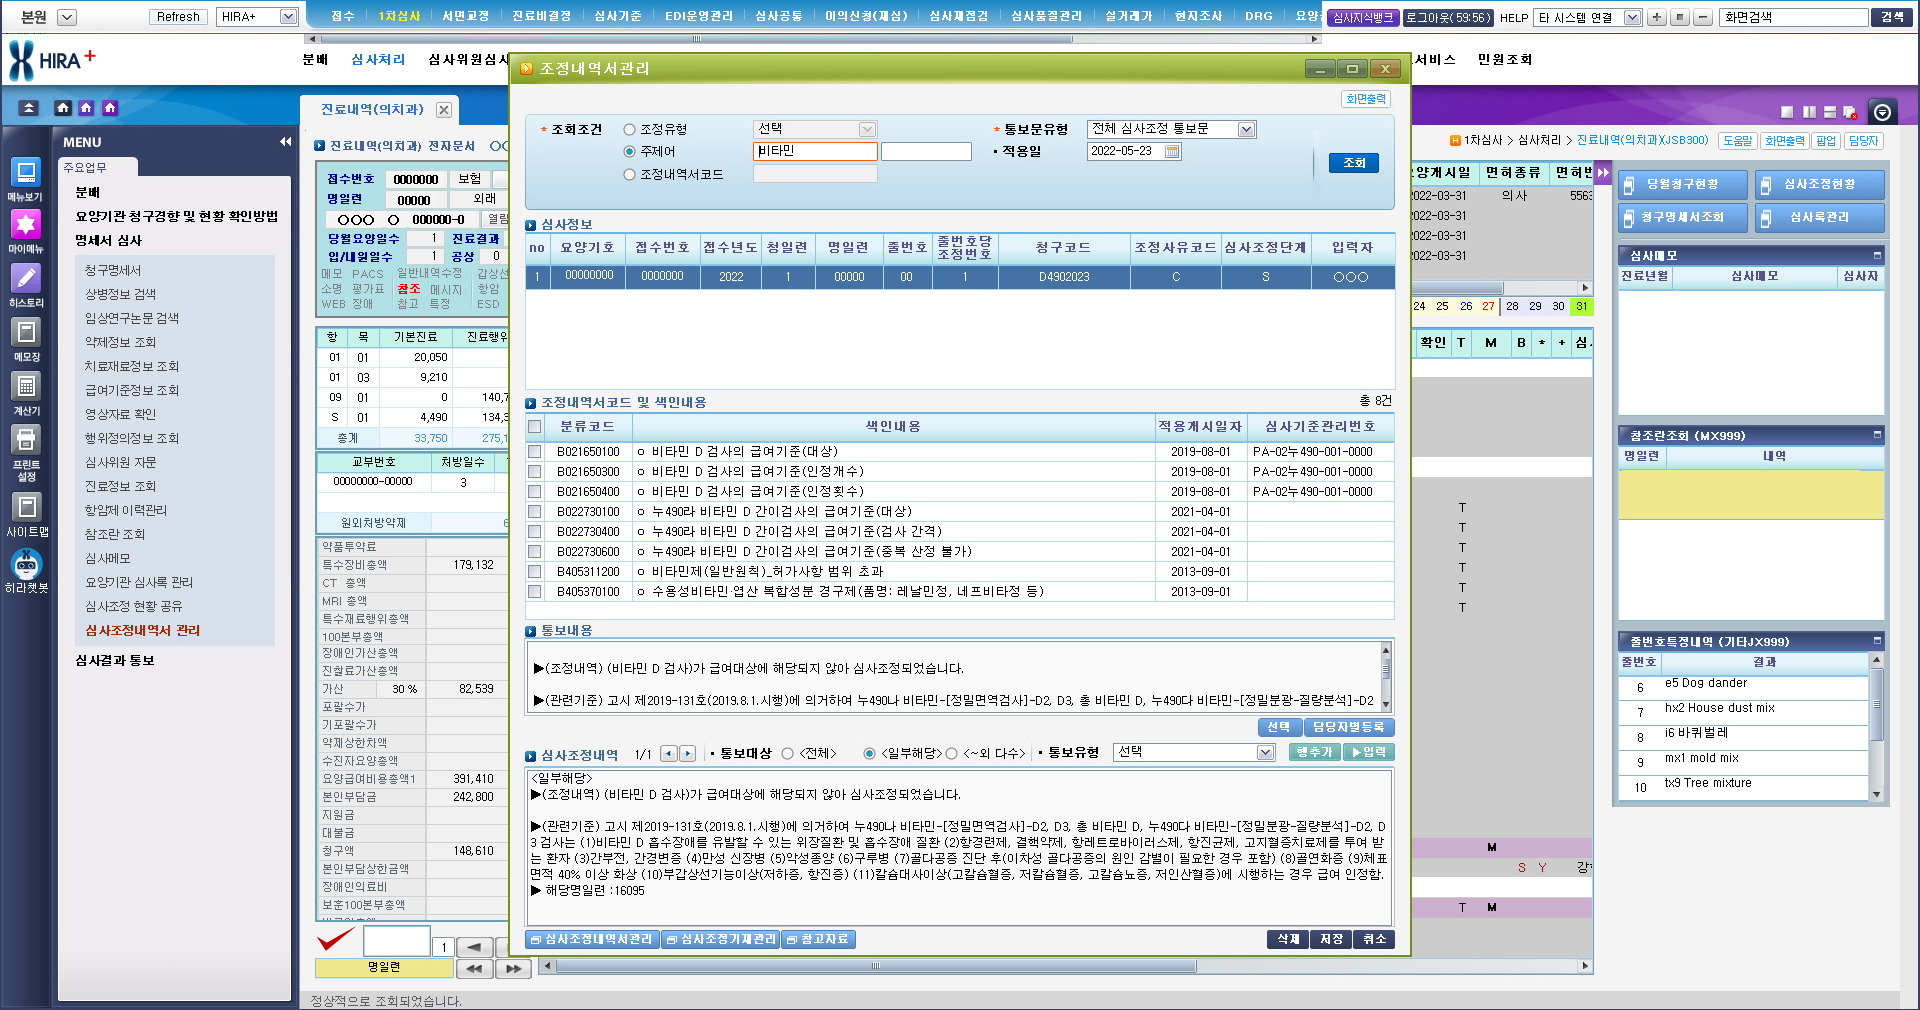 본원 Refresh HIRA+
접수 1차심사 서면교정 진료비결정 심사기준 EDI운영관리 심사공통 이의신청(재심) 심사재점검 심사품질관리 실거래가 현지조사 DRG
심사지식뱅크 로그아웃(59:56) HELP 타 시스템 연결 화면검색 검색
HIRA+
분배 심사처리 심사위원심사
서비스 민원조회
진료내역(의치과)
MENU
주요업무
분배
요양기관 청구경향 및 현황 확인방법
명세서 심사
청구명세서
상병정보 검색
임상연구논문 검색
약제정보 조회
치료재료정보 조회
급여기준정보 조회
영상자료 확인
행위정의정보 조회
심사위원 자문
진료정보 조회
항암제 이력관리
참조란 조회
심사메모
요양기관 심사록 관리
심사조정 현황 공유
심사조정내역서 관리
심사결과 통보
메뉴보기
마이메뉴
히스토리
메모장
계산기
프린트
설정
사이트맵
히라챗봇
진료내역(의치과) 전자문서
접수번호 0000000 보험
명일련 00000 외래
○○○ ○ 000000-0 열람
당월요양일수 1 진료결과
입/내원일수 1 공상 0
메모 PACS 일반내역수정 갑상선
소명 평가표 참조 메시지 항암
WEB 장애 참고 특정 ESD
항 목 기본진료 진료행위
01 01 20,050
01 03 9,210
09 01 0 140,7
S 01 4,490 134,3
총계 33,750 275,1
교부번호 처방일수
00000000-00000 3
원외처방약제
약품투약료
특수장비총액 179,132
CT 총액
MRI 총액
특수재료행위총액
100본부총액
장애인가산총액
진찰료가산총액
가산 30 % 82,539
포괄수가
기포괄수가
약제상한차액
수진자요양총액
요양급여비용총액1 391,410
본인부담금 242,800
지원금
대불금
청구액 148,610
본인부담상한금액
장애인의료비
보훈100본부총액
1
명일련
정상적으로 조회되었습니다.
조정내역서관리
화면출력
* 조회조건 조정유형 선택 * 통보문유형 전체 심사조정 통보문
주제어 비타민 • 적용일 2022-05-23
조정내역서코드
조회
심사정보
no 요양기호 접수번호 접수년도 청일련 명일련 줄번호 줄번호당 조정번호 청구코드 조정사유코드 심사조정단계 입력자
1 00000000 0000000 2022 1 00000 00 1 D4902023 C S ○○○
조정내역서코드 및 색인내용 총 8건
분류코드 색인내용 적용개시일자 심사기준관리번호
B021650100 ㅇ 비타민 D 검사의 급여기준(대상) 2019-08-01 PA-02누490-001-0000
B021650300 ㅇ 비타민 D 검사의 급여기준(인정개수) 2019-08-01 PA-02누490-001-0000
B021650400 ㅇ 비타민 D 검사의 급여기준(인정횟수) 2019-08-01 PA-02누490-001-0000
B022730100 ㅇ 누490라 비타민 D 간이검사의 급여기준(대상) 2021-04-01
B022730400 ㅇ 누490라 비타민 D 간이검사의 급여기준(검사 간격) 2021-04-01
B022730600 ㅇ 누490라 비타민 D 간이검사의 급여기준(중복 산정 불가) 2021-04-01
B405311200 ㅇ 비타민제(일반원칙)_허가사항 범위 초과 2013-09-01
B405370100 ㅇ 수용성비타민·엽산 복합성분 경구제(품명: 레날민정, 네프비타정 등) 2013-09-01
통보내용
▶(조정내역) (비타민 D 검사)가 급여대상에 해당되지 않아 심사조정되었습니다.
▶(관련기준) 고시 제2019-131호(2019.8.1.시행)에 의거하여 누490나 비타민-[정밀면역검사]-D2, D3, 총 비타민 D, 누490다 비타민-[정밀분광-질량분석]-D2
선택 담당자별등록
심사조정내역 1/1 • 통보대상 <전체> <일부해당> <~외 다수> • 통보유형 선택 행추가 ▶입력
<일부해당>
▶(조정내역) (비타민 D 검사)가 급여대상에 해당되지 않아 심사조정되었습니다.
▶(관련기준) 고시 제2019-131호(2019.8.1.시행)에 의거하여 누490나 비타민-[정밀면역검사]-D2, D3, 총 비타민 D, 누490다 비타민-[정밀분광-질량분석]-D2, D
3 검사는 (1)비타민 D 흡수장애를 유발할 수 있는 위장질환 및 흡수장애 질환 (2)항경련제, 결핵약제, 항레트로바이러스제, 항진균제, 고지혈증치료제를 투여 받
는 환자 (3)간부전, 간경변증 (4)만성 신장병 (5)악성종양 (6)구루병 (7)골다공증 진단 후(이차성 골다공증의 원인 감별이 필요한 경우 포함) (8)골연화증 (9)체표
면적 40% 이상 화상 (10)부갑상선기능이상(저하증, 항진증) (11)칼슘대사이상(고칼슘혈증, 저칼슘혈증, 고칼슘뇨증, 저인산혈증)에 시행하는 경우 급여 인정함.
▶ 해당명일련 :16095
심사조정내역서관리 심사조정기재관리 참고자료 삭제 저장 취소
H 1차심사 > 심사처리 > 진료내역(의치과)(JSB300) 도움말 화면출력 팝업 담당자
요양개시일 면허종류 면허번
2022-03-31 의사 5563
2022-03-31
2022-03-31
2022-03-31
24 25 26 27 28 29 30 31
확인 T M B * + 심
T
T
T
T
T
T
M
S Y
T M
당월청구현황 심사조정현황
청구명세서조회 심사록관리
심사메모
진료년월 심사메모 심사자
참조란조회 (MX999)
명일련 내역
줄번호특정내역 (기타JX999)
줄번호 결과
6 e5 Dog dander
7 hx2 House dust mix
8 i6 바퀴벌레
9 mx1 mold mix
10 tx9 Tree mixture